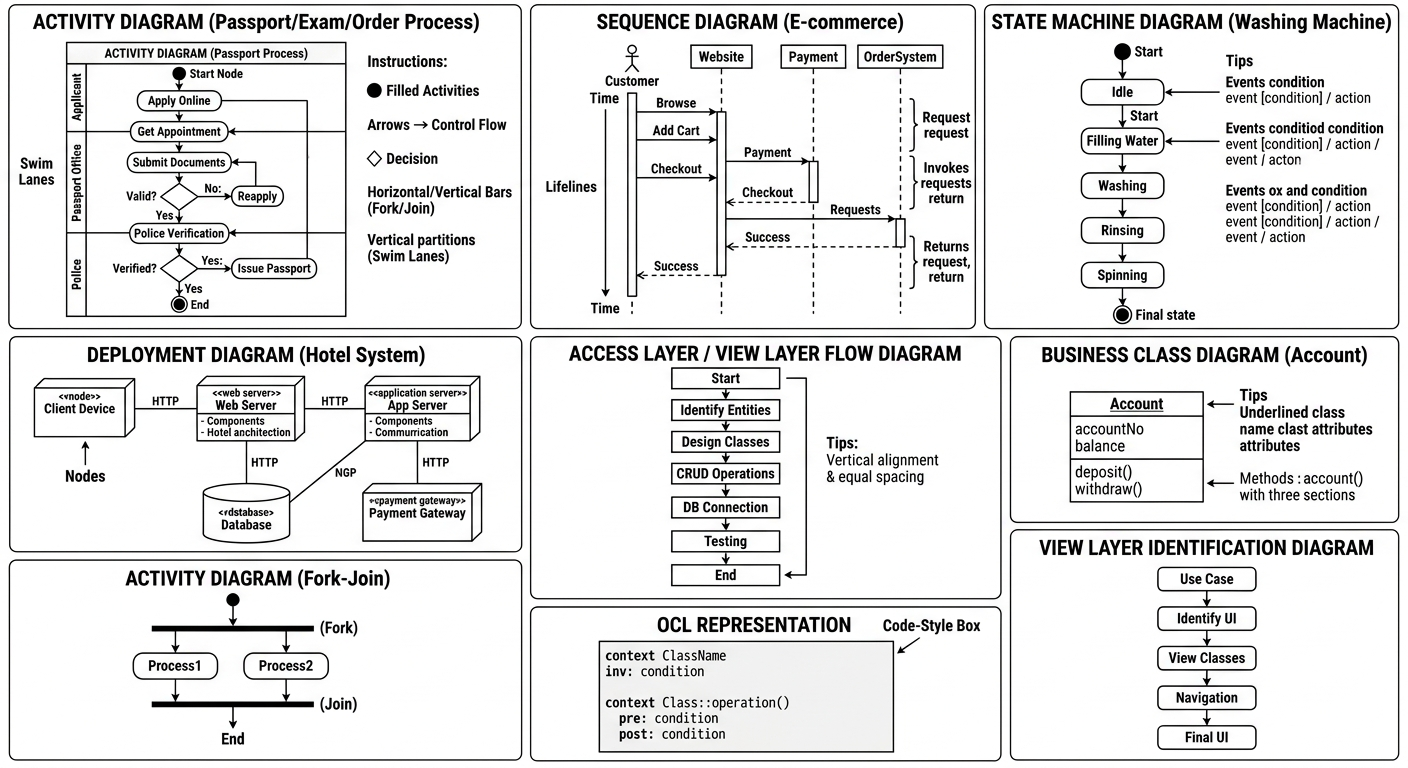 ACTIVITY DIAGRAM (Passport/Exam/Order Process)
ACTIVITY DIAGRAM (Passport Process)
Swim
Lanes
Applicant
Passport Office
Police
Start Node
Apply Online
Get Appointment
Submit Documents
Valid?
No:
Reapply
Yes
Police Verification
Verified?
Yes:
Issue Passport
Yes
End
Instructions:
Filled Activities
Arrows → Control Flow
Decision
Horizontal/Vertical Bars
(Fork/Join)
Vertical partitions
(Swim Lanes)
SEQUENCE DIAGRAM (E-commerce)
Customer
Website
Payment
OrderSystem
Time
Lifelines
Time
Browse
Add Cart
Payment
Checkout
Checkout
Requests
Success
Success
Request
request
Invokes
requests
return
Returns
request,
return
STATE MACHINE DIAGRAM (Washing Machine)
Start
Idle
Start
Filling Water
Washing
Rinsing
Spinning
Final state
Tips
Events condition
event [condition] / action
Events conditiod condition
event [condition] / action /
event / acton
Events ox and condition
event [condition] / action
event [condition] / action /
event / action
DEPLOYMENT DIAGRAM (Hotel System)
Client Device
Nodes
HTTP
<<web server>>
Web Server
- Components
- Hotel anchitection
HTTP
<<application server>>
App Server
- Components
- Commurrication
HTTP
NGP
HTTP
<<rdstabase>
Database
Payment Gateway
ACCESS LAYER / VIEW LAYER FLOW DIAGRAM
Start
Identify Entities
Design Classes
CRUD Operations
DB Connection
Testing
End
Tips:
Vertical alignment
& equal spacing
BUSINESS CLASS DIAGRAM (Account)
Account
accountNo
balance
deposit()
withdraw()
Tips
Underlined class
name clast attributes
attributes
Methods : account()
with three sections
ACTIVITY DIAGRAM (Fork-Join)
(Fork)
Process1
Process2
(Join)
End
OCL REPRESENTATION
Code-Style Box
context ClassName
inv: condition
context Class::operation()
pre: condition
post: condition
VIEW LAYER IDENTIFICATION DIAGRAM
Use Case
Identify UI
View Classes
Navigation
Final UI